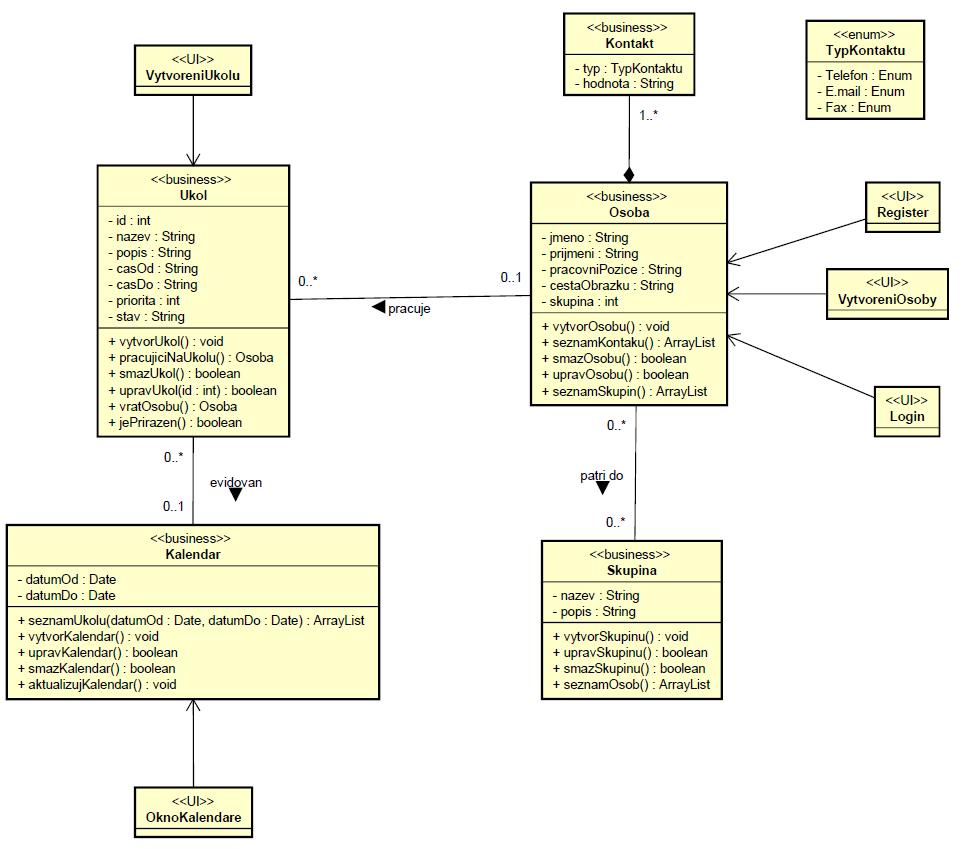 <<UI>>
VytvoreniUkolu
<<business>>
Kontakt
- typ : TypKontaktu
- hodnota : String
<<enum>>
TypKontaktu
- Telefon : Enum
- E.mail : Enum
- Fax : Enum
1..*
<<business>>
Ukol
- id : int
- nazev : String
- popis : String
- casOd : String
- casDo : String
- priorita : int
- stav : String
+ vytvorUkol() : void
+ pracujiciNaUkolu() : Osoba
+ smazUkol() : boolean
+ upravUkol(id : int) : boolean
+ vratOsobu() : Osoba
+ jePrirazen() : boolean
0..*
0..1
pracuje
<<business>>
Osoba
- jmeno : String
- prijmeni : String
- pracovniPozice : String
- cestaObrazku : String
- skupina : int
+ vytvorOsobu() : void
+ seznamKontaku() : ArrayList
+ smazOsobu() : boolean
+ upravOsobu() : boolean
+ seznamSkupin() : ArrayList
<<UI>>
Register
<<UI>>
VytvoreniOsoby
<<UI>>
Login
0..*
evidovan
0..1
0..*
patri do
0..*
<<business>>
Kalendar
- datumOd : Date
- datumDo : Date
+ seznamUkolu(datumOd : Date, datumDo : Date) : ArrayList
+ vytvorKalendar() : void
+ upravKalendar() : boolean
+ smazKalendar() : boolean
+ aktualizujKalendar() : void
<<business>>
Skupina
- nazev : String
- popis : String
+ vytvorSkupinu() : void
+ upravSkupinu() : boolean
+ smazSkupinu() : boolean
+ seznamOsob() : ArrayList
<<UI>>
OknoKalendare